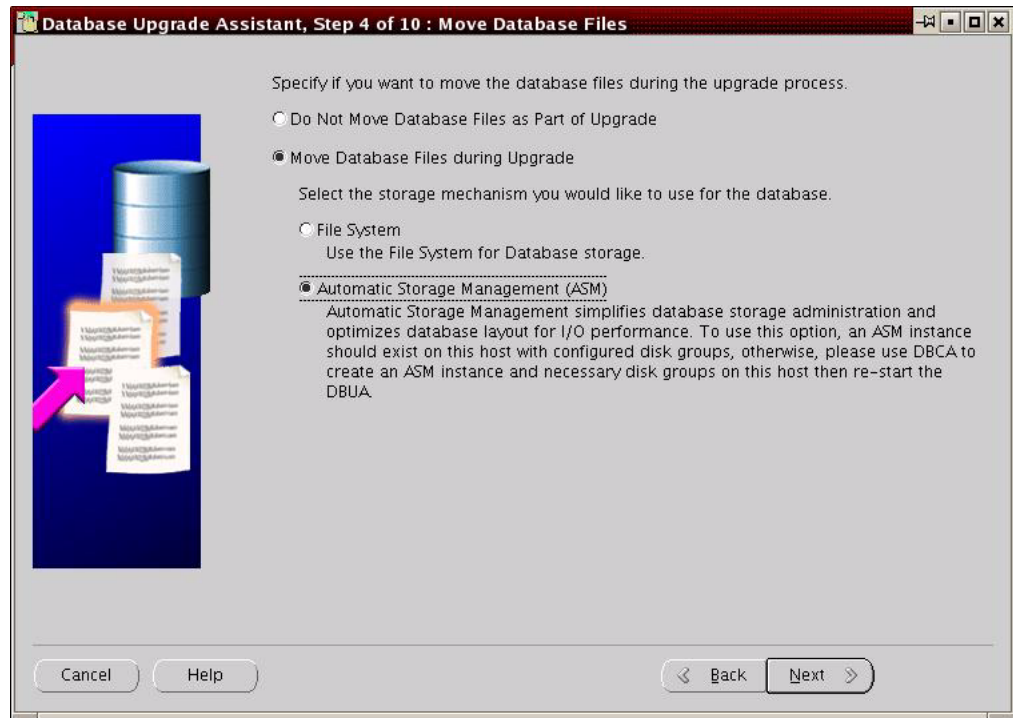 Database Upgrade Assistant, Step 4 of 10 : Move Database Files
Specify if you want to move the database files during the upgrade process.
Do Not Move Database Files as Part of Upgrade
Move Database Files during Upgrade
Select the storage mechanism you would like to use for the database.
File System
Use the File System for Database storage.
Automatic Storage Management (ASM)
Automatic Storage Management simplifies database storage administration and
optimizes database layout for I/O performance. To use this option, an ASM instance
should exist on this host with configured disk groups, otherwise, please use DBCA to
create an ASM instance and necessary disk groups on this host then re-start the
DBUA.
Cancel
Help
Back
Next